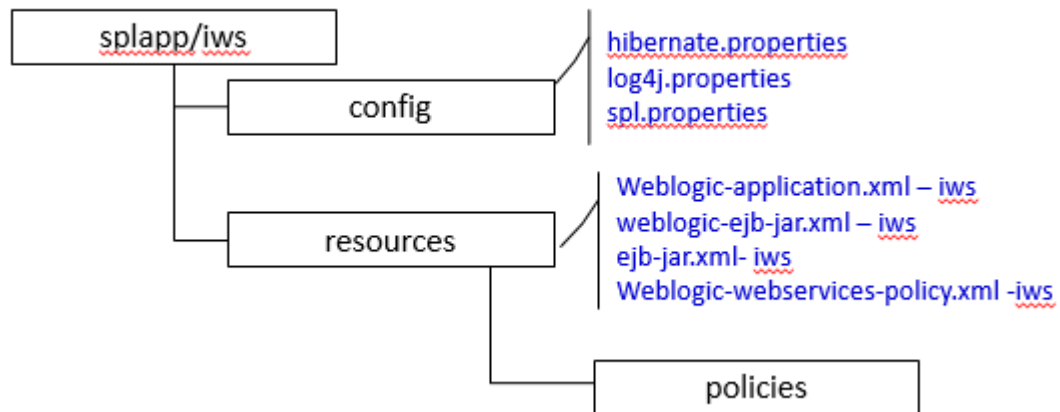 splapp/iws
config
hibernate.properties
log4j.properties
spl.properties
resources
Weblogic-application.xml – iws
weblogic-ejb-jar.xml – iws
ejb-jar.xml- iws
Weblogic-webservices-policy.xml -iws
policies